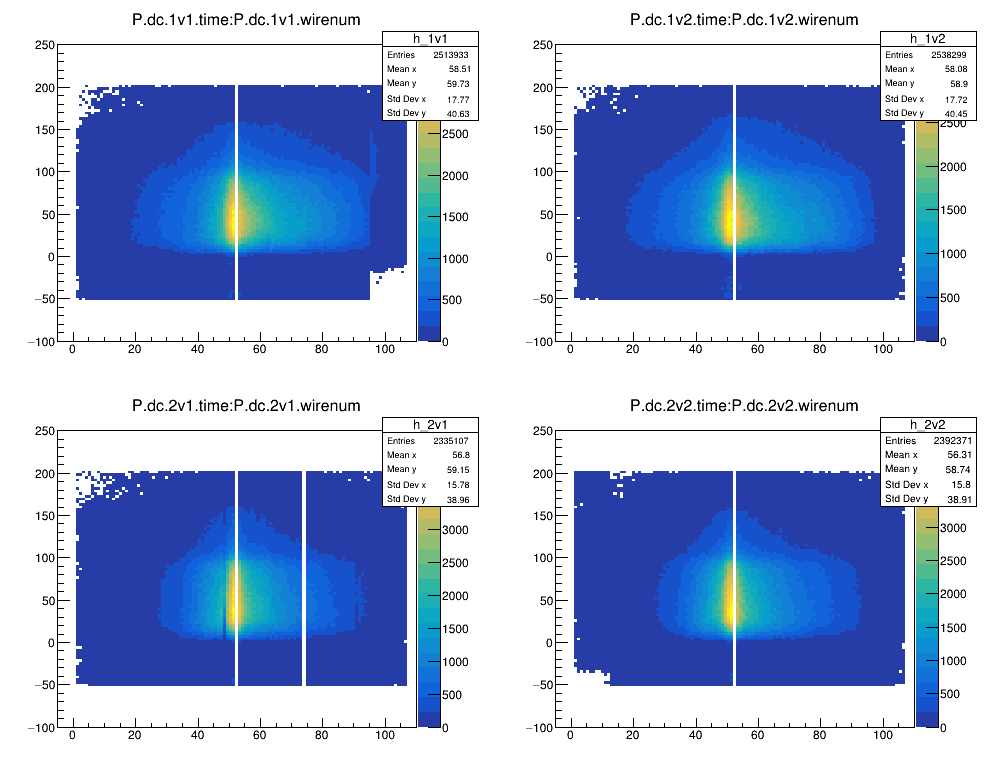 P.dc.1v1.time:P.dc.1v1.wirenum
h_1v1
Entries 2513933
Mean x 58.51
Mean y 59.73
Std Dev x 17.77
Std Dev y 40.63
250
200
150
100
50
0
−50
−100
0 20 40 60 80 100
2500
2000
1500
1000
500
0
P.dc.1v2.time:P.dc.1v2.wirenum
h_1v2
Entries 2538299
Mean x 58.08
Mean y 58.9
Std Dev x 17.72
Std Dev y 40.45
250
200
150
100
50
0
−50
−100
0 20 40 60 80 100
2500
2000
1500
1000
500
0
P.dc.2v1.time:P.dc.2v1.wirenum
h_2v1
Entries 2335107
Mean x 56.8
Mean y 59.15
Std Dev x 15.78
Std Dev y 38.96
250
200
150
100
50
0
−50
−100
0 20 40 60 80 100
3000
2500
2000
1500
1000
500
0
P.dc.2v2.time:P.dc.2v2.wirenum
h_2v2
Entries 2392371
Mean x 56.31
Mean y 58.74
Std Dev x 15.8
Std Dev y 38.91
250
200
150
100
50
0
−50
−100
0 20 40 60 80 100
3000
2500
2000
1500
1000
500
0